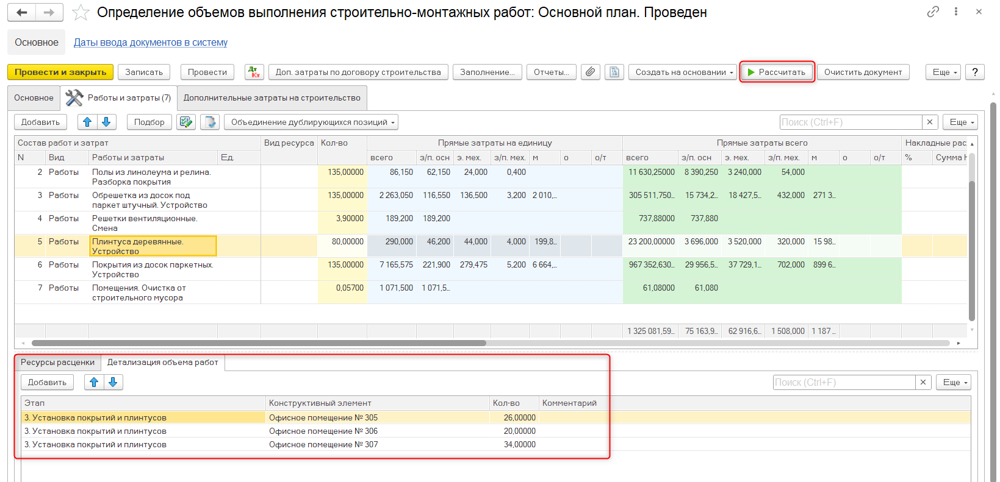 Определение объемов выполнения строительно-монтажных работ: Основной план. Проведен
Основное Даты ввода документов в систему
Провести и закрыть Записать Провести Дт Кт Доп. затраты по договору строительства Заполнение... Отчеты... Создать на основании Рассчитать Очистить документ Еще ?
Основное Работы и затраты (7) Дополнительные затраты на строительство
Добавить Подбор Объединение дублирующихся позиций Поиск (Ctrl+F) × Еще
Состав работ и затрат Вид ресурса Кол-во Прямые затраты на единицу Прямые затраты всего Накладные рас
N Вид Работы и затраты Ед. всего з/п. осн э. мех. з/п. мех. м о о/т всего з/п. осн э. мех. з/п. мех. м о о/т % Сумма Н
2 Работы Полы из линолеума и релина. 135,00000 86,150 62,150 24,000 0,400 11 630,25000 8 390,250 3 240,000 54,000
Разборка покрытия
3 Работы Обрешетка из досок под 135,00000 2 263,050 116,550 136,500 3,200 2 010,... 305 511,750... 15 734,2... 18 427,5... 432,000 271 3...
паркет штучный. Устройство
4 Работы Решетки вентиляционные. 3,90000 189,200 189,200 737,88000 737,880
Смена
5 Работы Плинтуса деревянные. 80,00000 290,000 46,200 44,000 4,000 199,8... 23 200,00000 3 696,000 3 520,000 320,000 15 98...
Устройство
6 Работы Покрытия из досок паркетных. 135,00000 7 165,575 221,900 279,475 5,200 6 664,... 967 352,630... 29 956,5... 37 729,1... 702,000 899 6...
Устройство
7 Работы Помещения. Очистка от 0,05700 1 071,500 1 071,5... 61,08000 61,080
строительного мусора
1 325 081,59... 75 163,9... 62 916,6... 1 508,000 1 187 ...
Ресурсы расценки Детализация объема работ
Добавить Поиск (Ctrl+F) × Еще
Этап Конструктивный элемент Кол-во Комментарий
3. Установка покрытий и плинтусов Офисное помещение № 305 26,00000
3. Установка покрытий и плинтусов Офисное помещение № 306 20,00000
3. Установка покрытий и плинтусов Офисное помещение № 307 34,00000